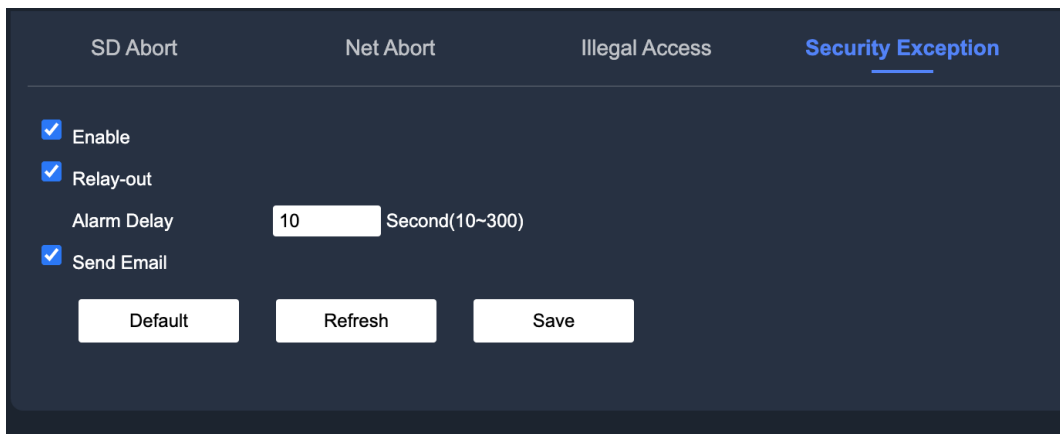 SD Abort Net Abort Illegal Access Security Exception
Enable
Relay-out
Alarm Delay 10 Second(10~300)
Send Email
Default Refresh Save